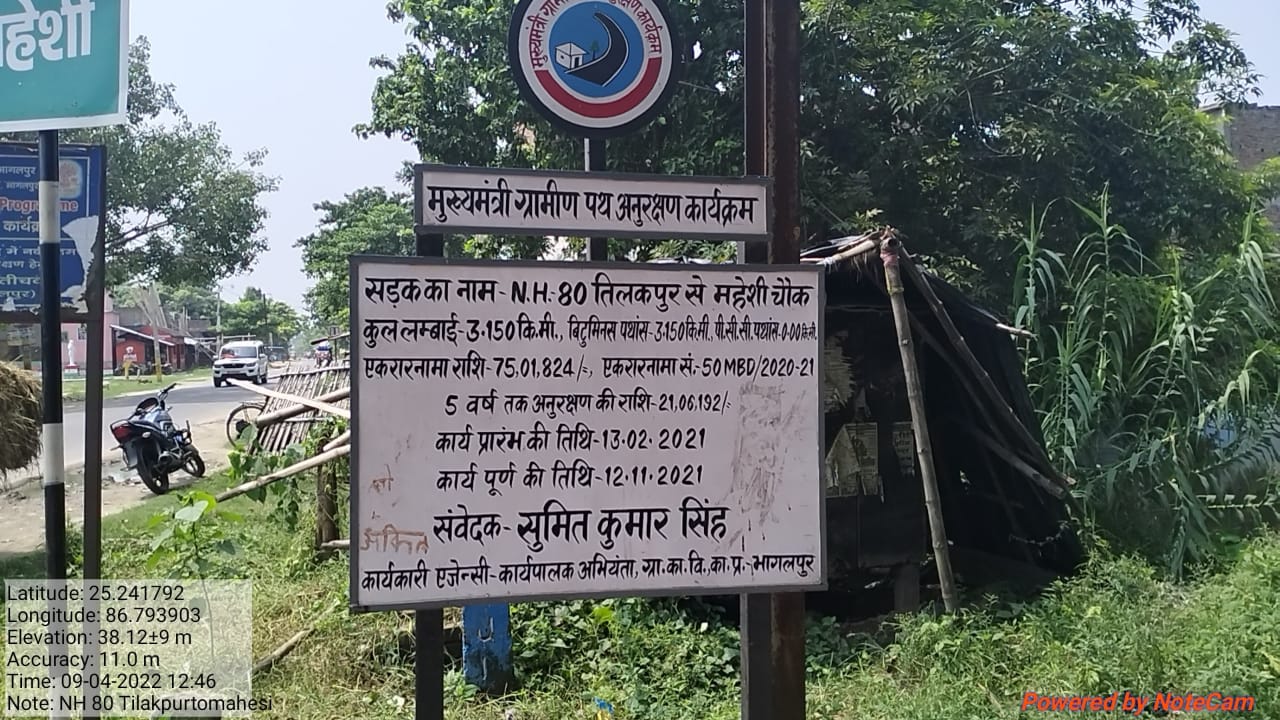 हेशी
भागलपुर
Programme
मुख्यमंत्री ग्रामीण पथ अनुरक्षण कार्यक्रम
सड़क का नाम- N.H.-80 तिलकपुर से महेशी चौक
कुल लम्बाई-3.150 कि.मी., बिटुमिनस पथांस-3.150 कि.मी., पी.सी.सी. पथांस-0.00 कि.मी.
एकरारनामा राशि-75,01,824/-, एकरारनामा सं.-50 MBD/2020-21
5 वर्ष तक अनुरक्षण की राशि-21,06,192/-
कार्य प्रारंभ की तिथि-13.02.2021
कार्य पूर्ण की तिथि-12.11.2021
संवेदक- सुमित कुमार सिंह
अंकित
कार्यकारी एजेन्सी-कार्यपालक अभियंता, ग्रा.का.वि.,का.प्र.-भागलपुर
Latitude: 25.241792
Longitude: 86.793903
Elevation: 38.12±9 m
Accuracy: 11.0 m
Time: 09-04-2022 12:46
Note: NH 80 Tilakpurtomahesi
Powered by NoteCam